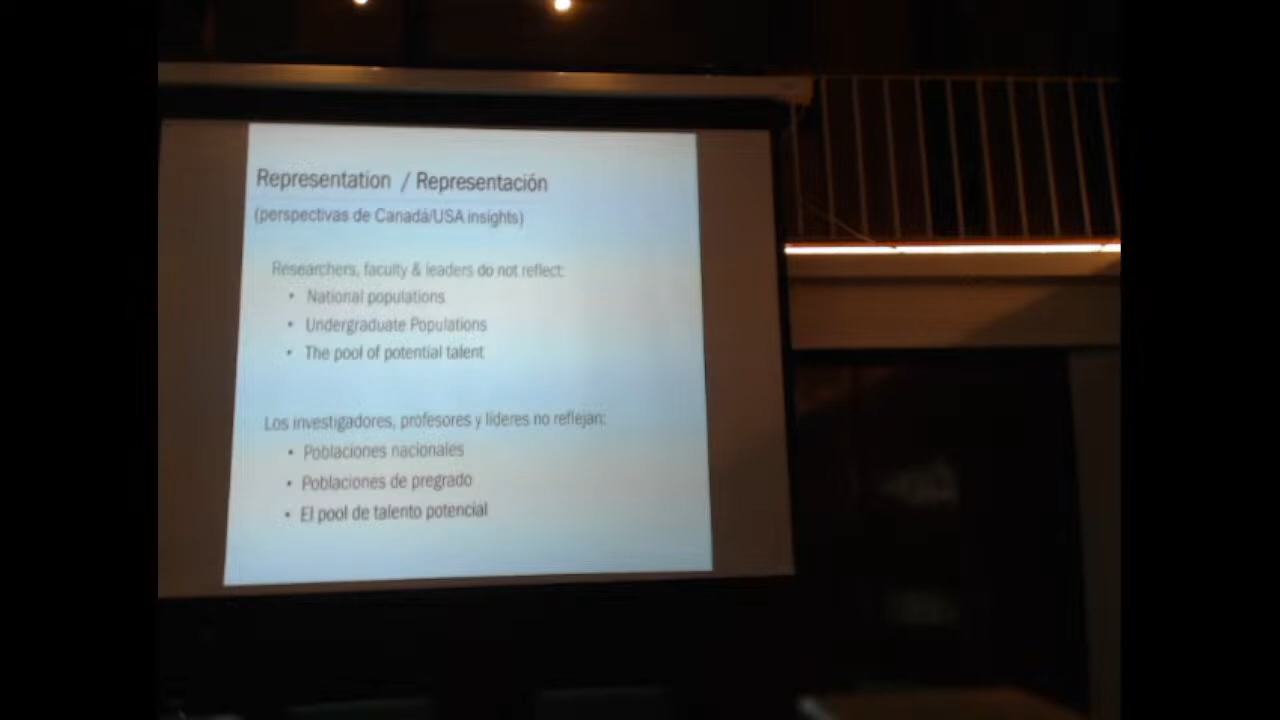 Representation / Representación
(perspectivas de Canadá/USA insights)
Researchers, faculty & leaders do not reflect:
• National populations
• Undergraduate Populations
• The pool of potential talent
Los investigadores, profesores y líderes no reflejan:
• Poblaciones nacionales
• Poblaciones de pregrado
• El pool de talento potencial